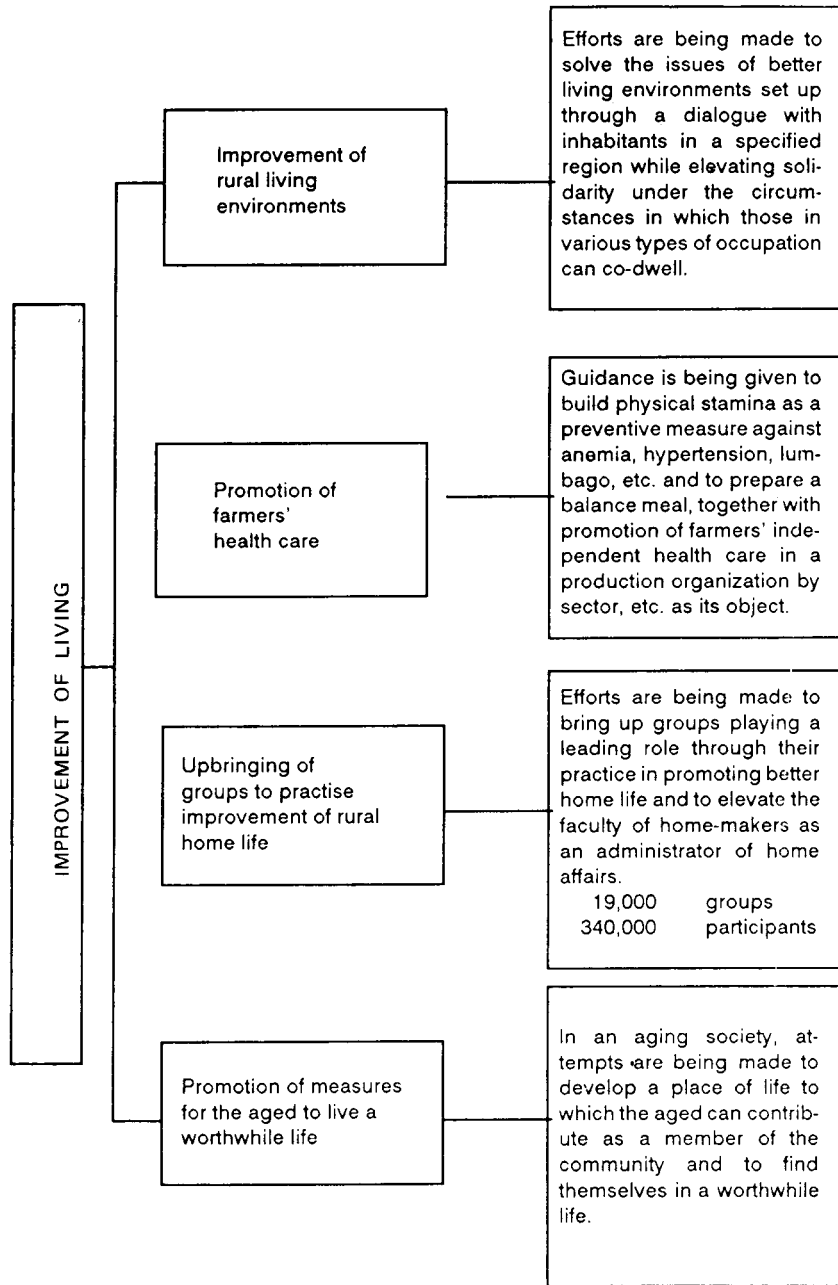 IMPROVEMENT OF LIVING
Improvement of
rural living
environments
Efforts are being made to
solve the issues of better
living environments set up
through a dialogue with
inhabitants in a specified
region while elevating soli-
darity under the circum-
stances in which those in
various types of occupation
can co-dwell.
Promotion of
farmers'
health care
Guidance is being given to
build physical stamina as a
preventive measure against
anemia, hypertension, lum-
bago, etc. and to prepare a
balance meal, together with
promotion of farmers' inde-
pendent health care in a
production organization by
sector, etc. as its object.
Upbringing of
groups to practise
improvement of rural
home life
Efforts are being made to
bring up groups playing a
leading role through their
practice in promoting better
home life and to elevate the
faculty of home-makers as
an administrator of home
affairs.
19,000 groups
340,000 participants
Promotion of measures
for the aged to live a
worthwhile life
In an aging society, at-
tempts are being made to
develop a place of life to
which the aged can contrib-
ute as a member of the
community and to find
themselves in a worthwhile
life.